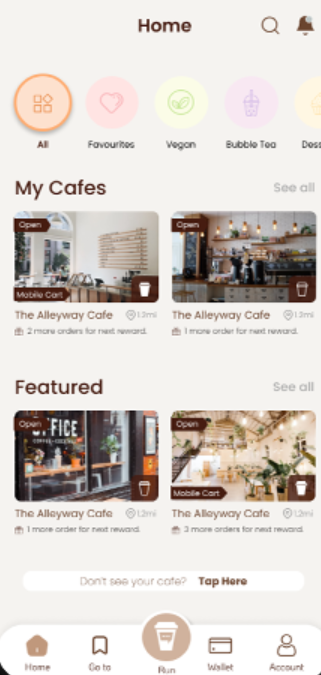 Home
All Favourites Vegan Bubble Tea Dess
My Cafes See all
Open Open
Mobile Cart
The Alleyway Cafe 1.2mi The Alleyway Cafe 1.2mi
2 more orders for next reward. 1 more order for next reward.
Featured See all
Open Open
OFFICE
COFFEE•COCKTAIL
Mobile Cart
The Alleyway Cafe 1.2mi The Alleyway Cafe 1.2mi
1 more order for next reward. 3 more orders for next reward.
Don't see your cafe? Tap Here
Home Go to Run Wallet Account